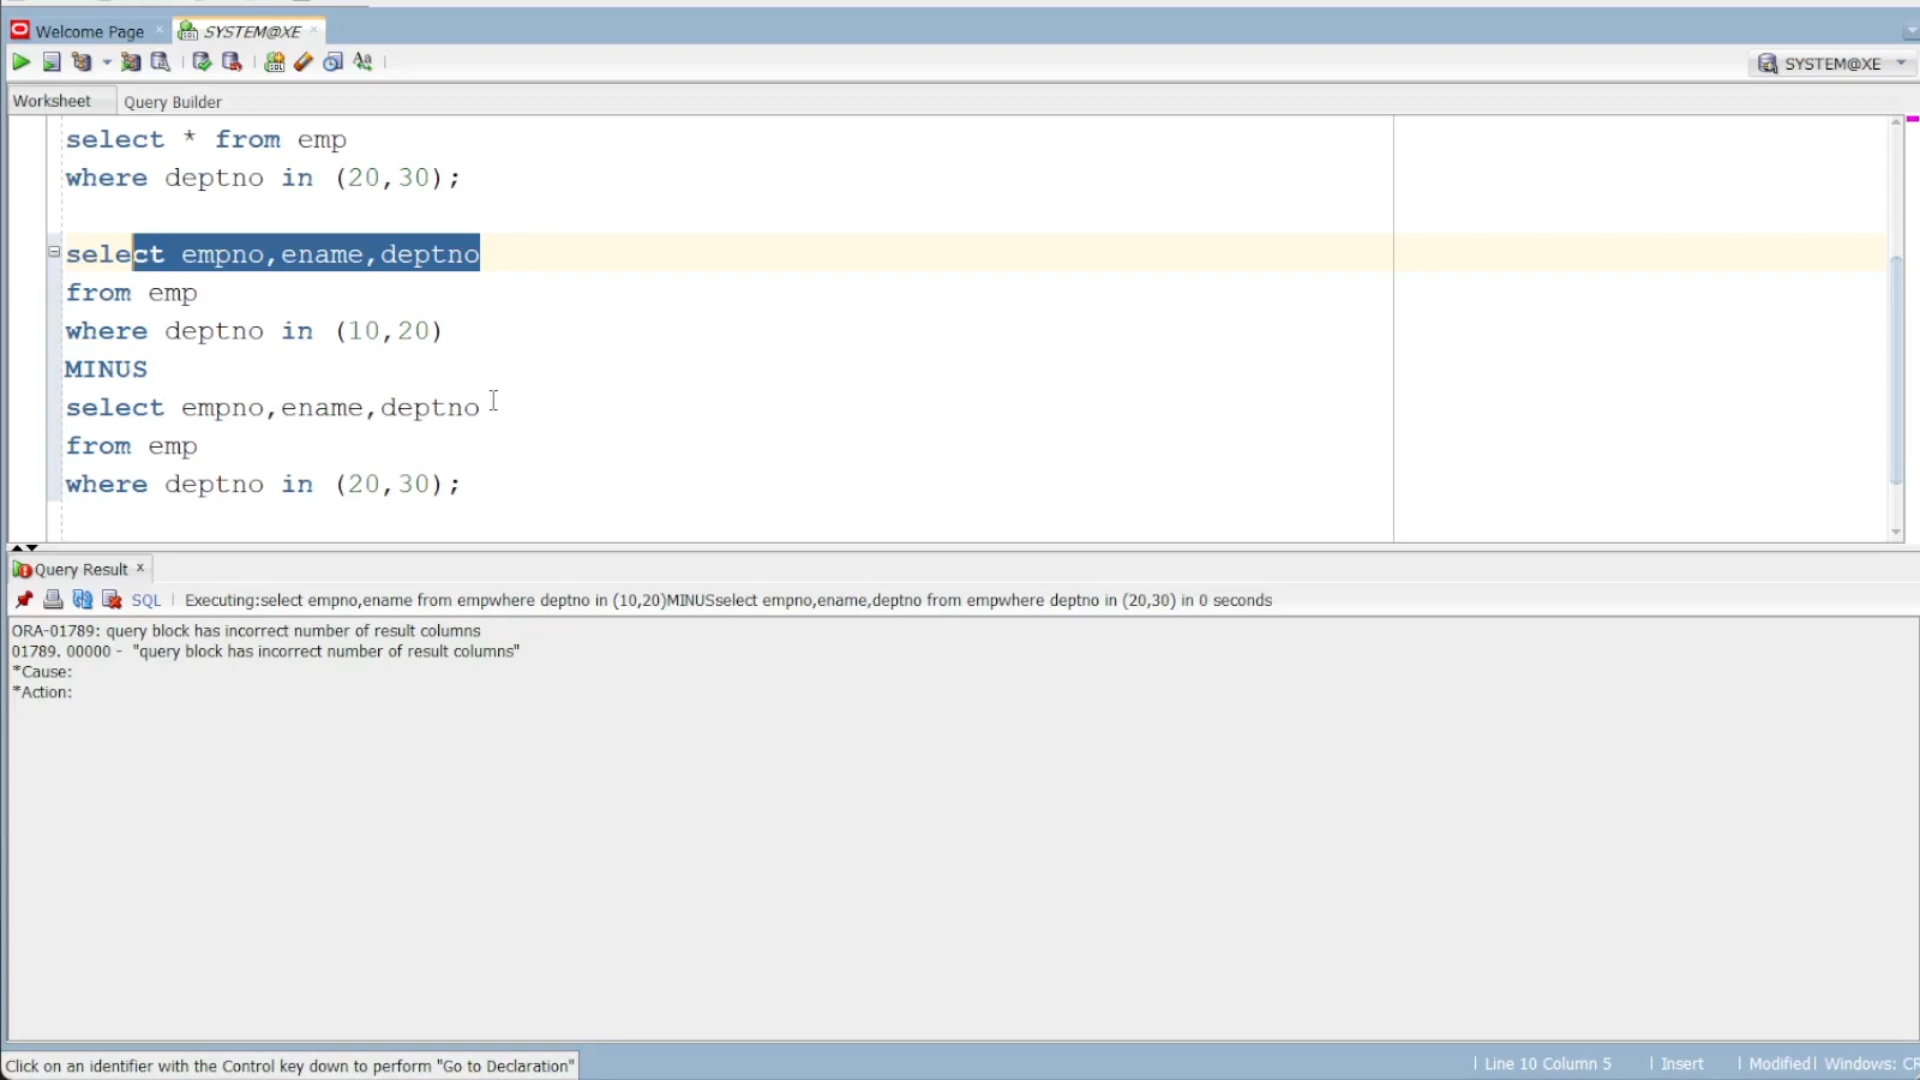 Welcome Page
SYSTEM@XE
SYSTEM@XE
Worksheet
Query Builder
select * from emp
where deptno in (20,30);
select empno,ename,deptno
from emp
where deptno in (10,20)
MINUS
select empno,ename,deptno
from emp
where deptno in (20,30);
Query Result
SQL | Executing:select empno,ename from empwhere deptno in (10,20)MINUSselect empno,ename,deptno from empwhere deptno in (20,30) in 0 seconds
ORA-01789: query block has incorrect number of result columns
01789. 00000 - "query block has incorrect number of result columns"
*Cause:
*Action:
Click on an identifier with the Control key down to perform "Go to Declaration"
| Line 10 Column 5 | Insert | Modified | Windows: CR